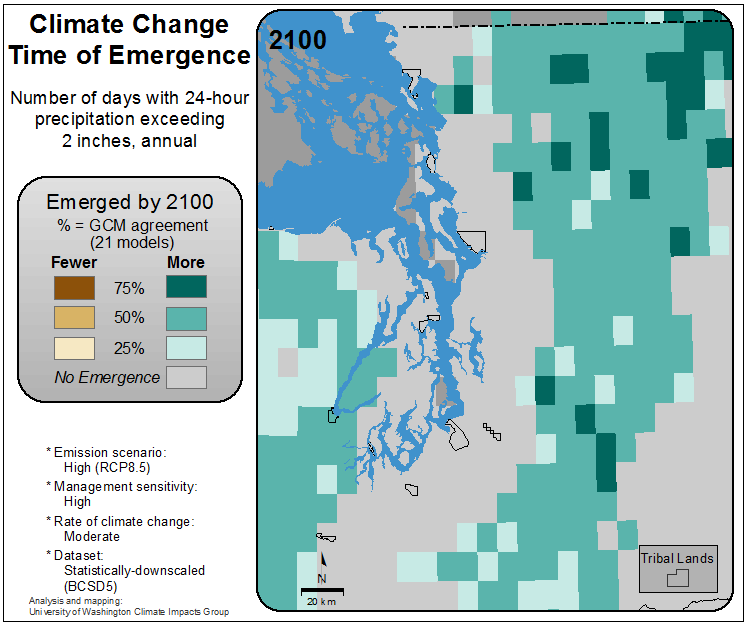 Climate Change
Time of Emergence
Number of days with 24-hour
precipitation exceeding
2 inches, annual
Emerged by 2100
% = GCM agreement
(21 models)
Fewer More
75%
50%
25%
No Emergence
* Emission scenario:
High (RCP8.5)
* Management sensitivity:
High
* Rate of climate change:
Moderate
* Dataset:
Statistically-downscaled
(BCSD5)
Analysis and mapping:
University of Washington Climate Impacts Group
2100
N
20 km
Tribal Lands